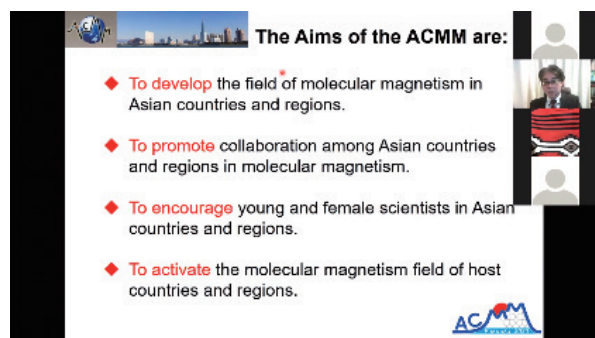 The Aims of the ACMM are:
◆ To develop the field of molecular magnetism in
Asian countries and regions.
◆ To promote collaboration among Asian countries
and regions in molecular magnetism.
◆ To encourage young and female scientists in Asian
countries and regions.
◆ To activate the molecular magnetism field of host
countries and regions.